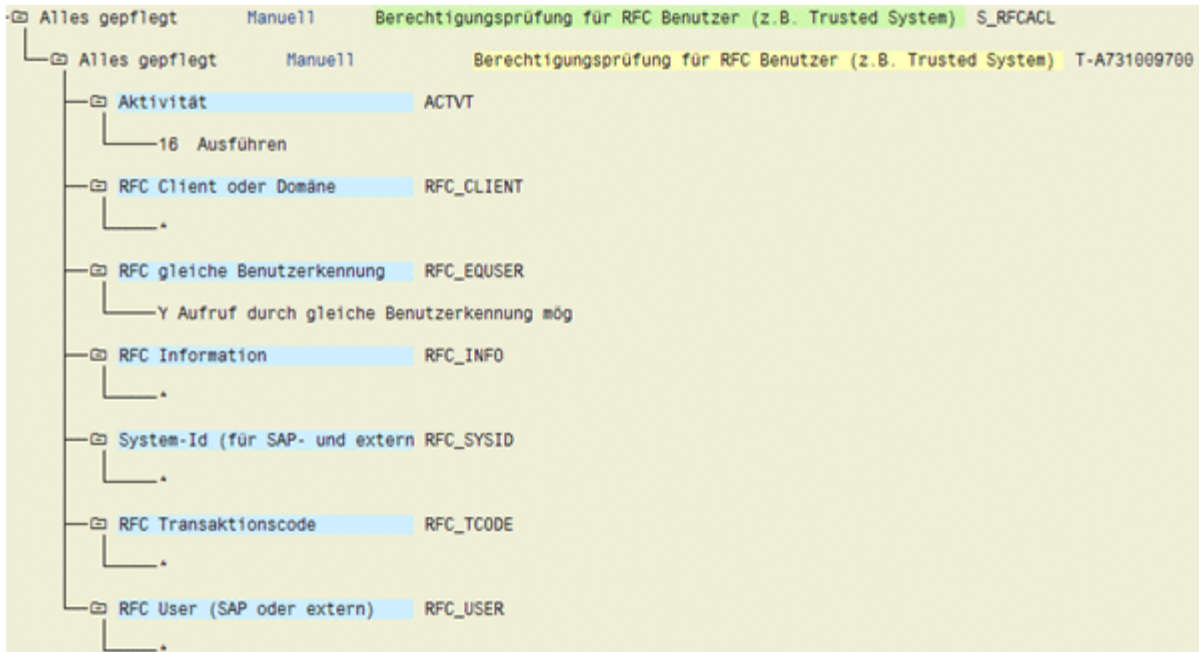 Alles gepflegt Manuell Berechtigungsprüfung für RFC Benutzer (z.B. Trusted System) S_RFCACL
Alles gepflegt Manuell Berechtigungsprüfung für RFC Benutzer (z.B. Trusted System) T-A731009700
Aktivität ACTVT
16 Ausführen
RFC Client oder Domäne RFC_CLIENT
*
RFC gleiche Benutzerkennung RFC_EQUSER
Y Aufruf durch gleiche Benutzerkennung mög
RFC Information RFC_INFO
*
System-Id (für SAP- und extern RFC_SYSID
*
RFC Transaktionscode RFC_TCODE
*
RFC User (SAP oder extern) RFC_USER
*